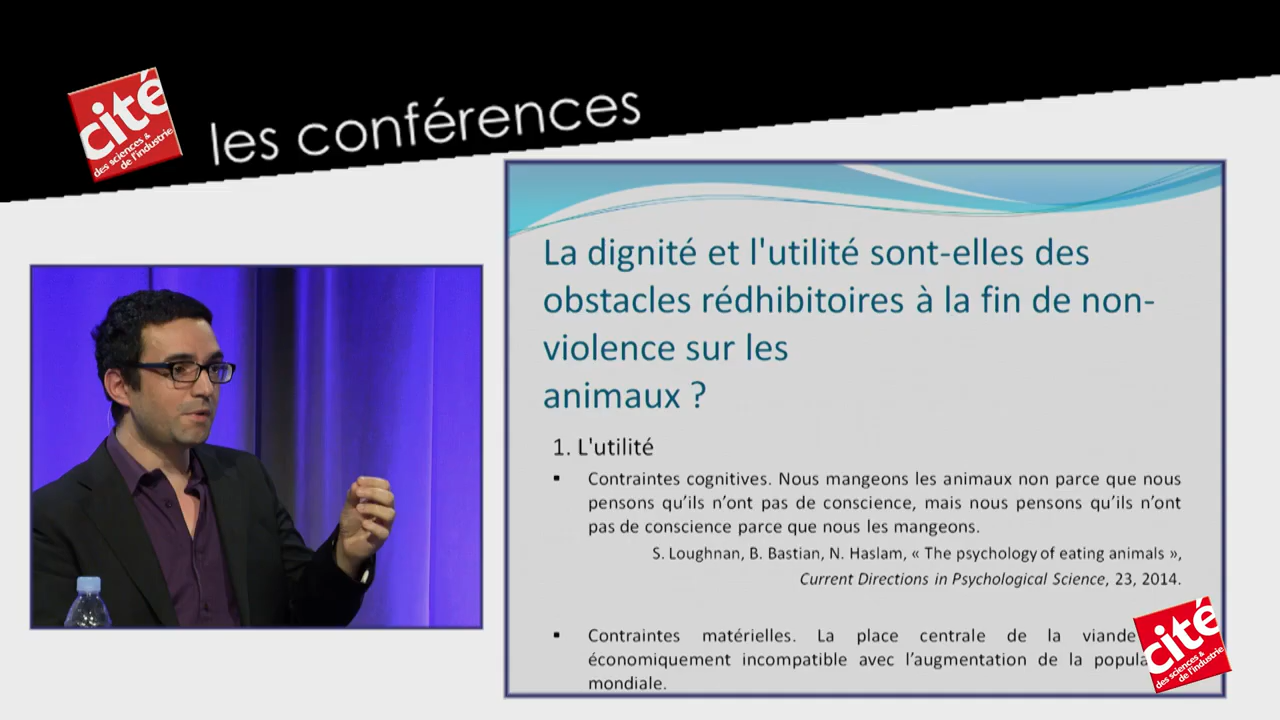 cité
des sciences &
de l'industrie
les conférences
La dignité et l'utilité sont-elles des
obstacles rédhibitoires à la fin de non-
violence sur les
animaux ?
1. L'utilité
▪ Contraintes cognitives. Nous mangeons les animaux non parce que nous
pensons qu'ils n'ont pas de conscience, mais nous pensons qu'ils n'ont
pas de conscience parce que nous les mangeons.
S. Loughnan, B. Bastian, N. Haslam, « The psychology of eating animals »,
Current Directions in Psychological Science, 23, 2014.
▪ Contraintes matérielles. La place centrale de la viande
économiquement incompatible avec l'augmentation de la
mondiale.
cité
des sciences &
de l'industrie